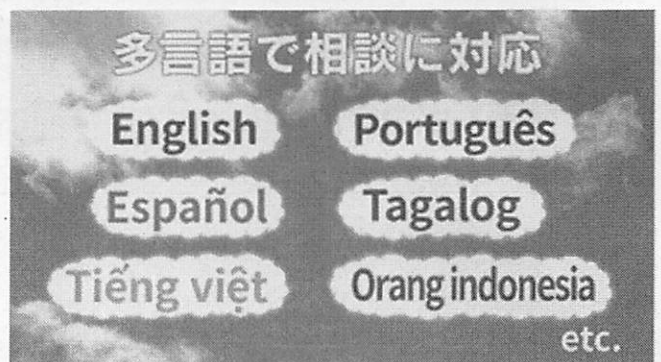 多言語で相談に対応
English
Português
Español
Tagalog
Tiếng việt
Orang indonesia
etc.